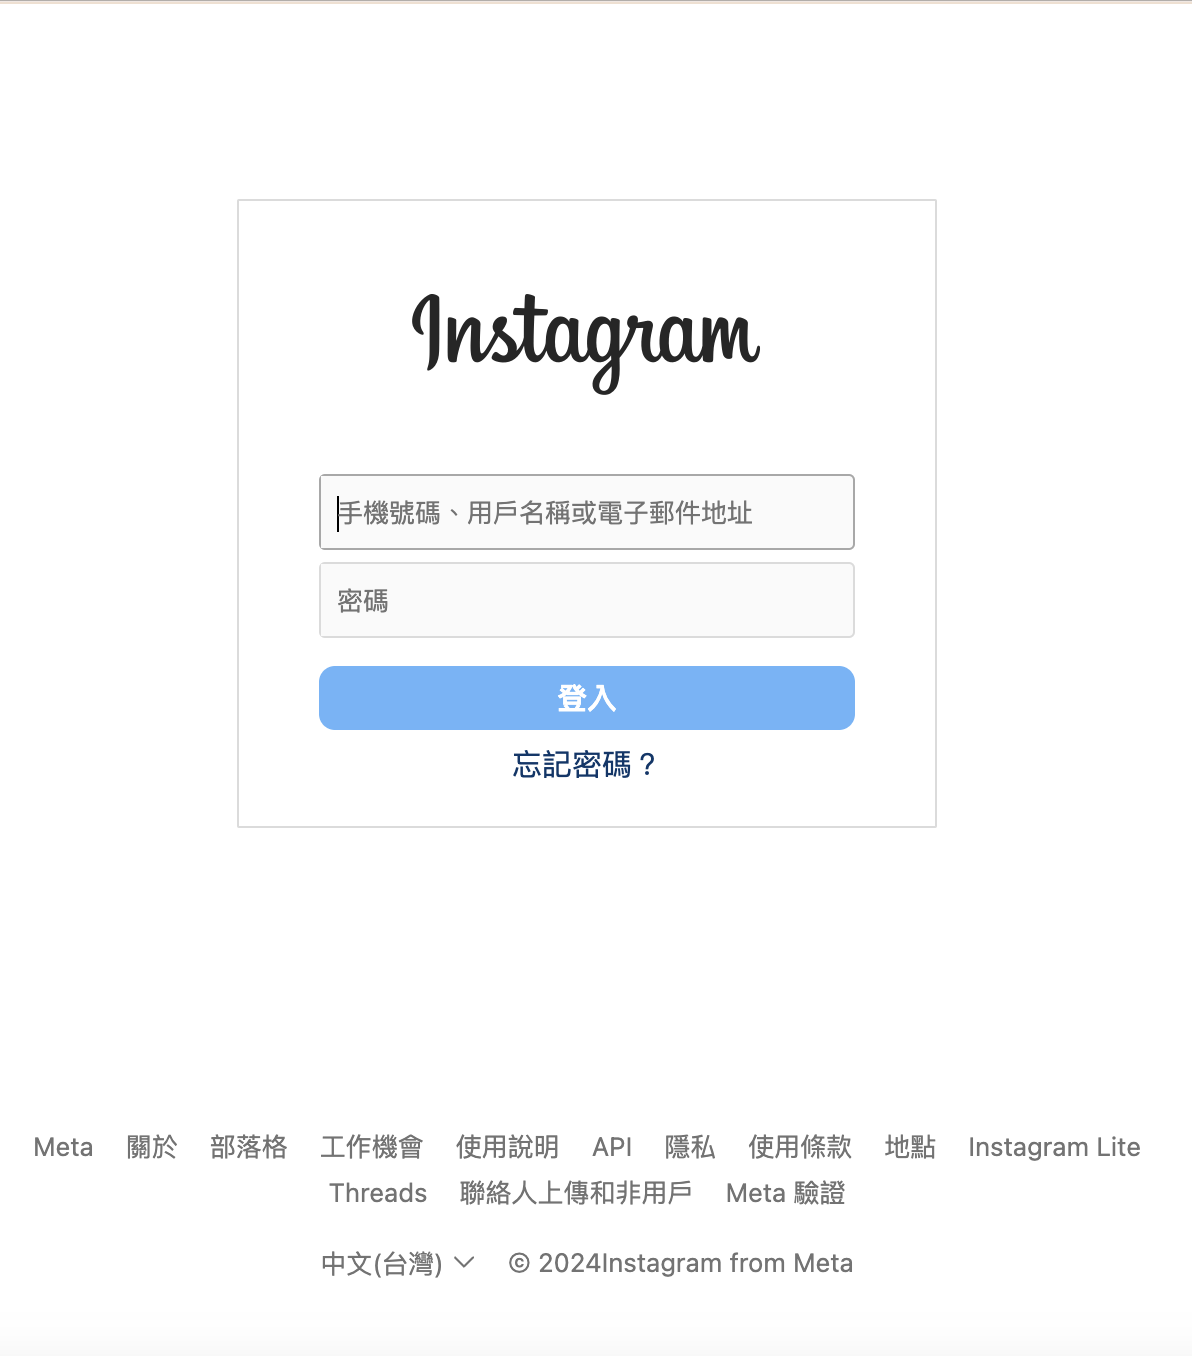 Instagram
手機號碼、用戶名稱或電子郵件地址
密碼
登入
忘記密碼？
Meta 關於 部落格 工作機會 使用說明 API 隱私 使用條款 地點 Instagram Lite
Threads 聯絡人上傳和非用戶 Meta 驗證
中文(台灣) © 2024Instagram from Meta